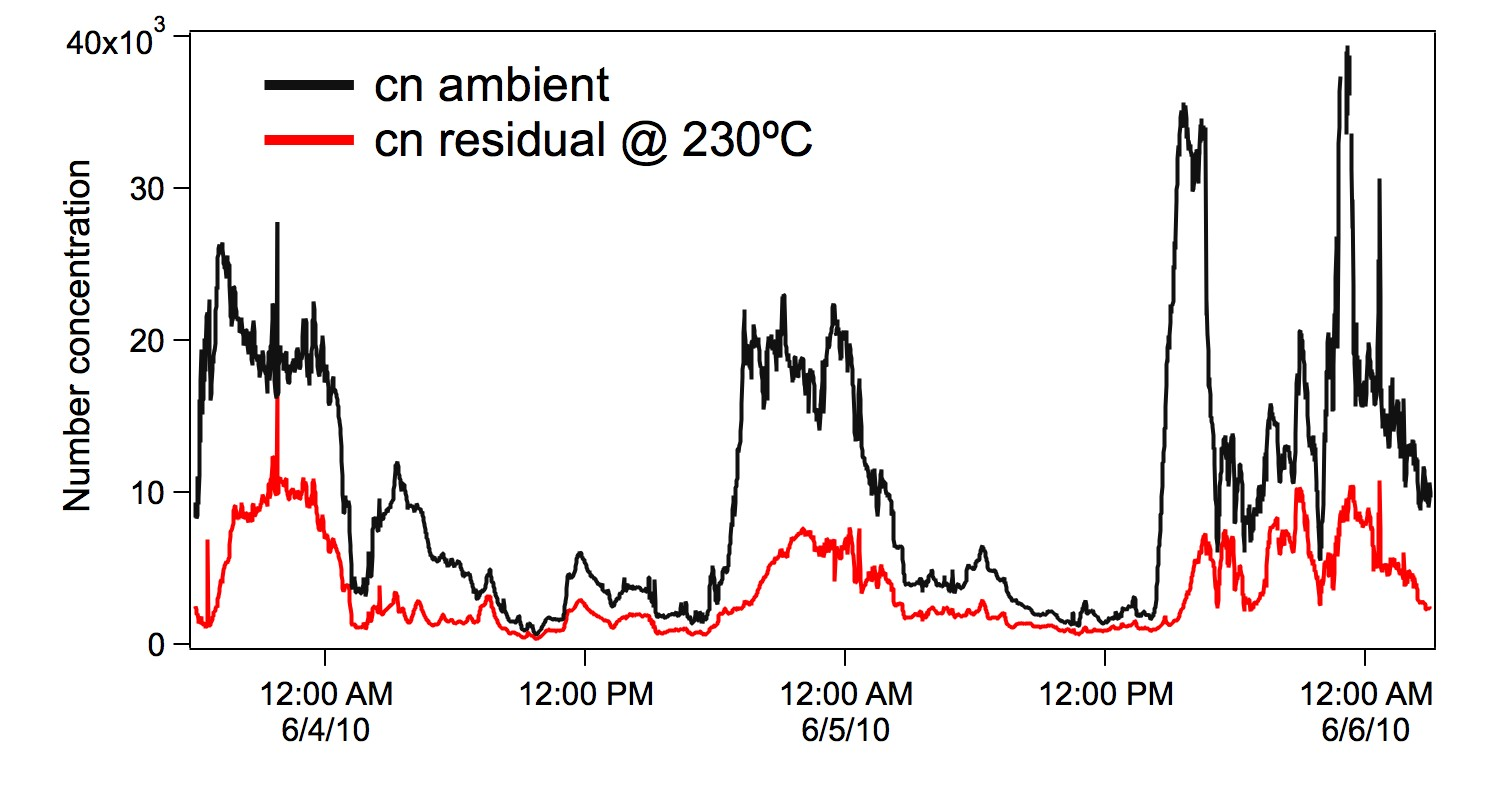 40x10³
30
20
10
0
Number concentration
cn ambient
cn residual @ 230ºC
12:00 AM 12:00 PM 12:00 AM 12:00 PM 12:00 AM
6/4/10 6/5/10 6/6/10